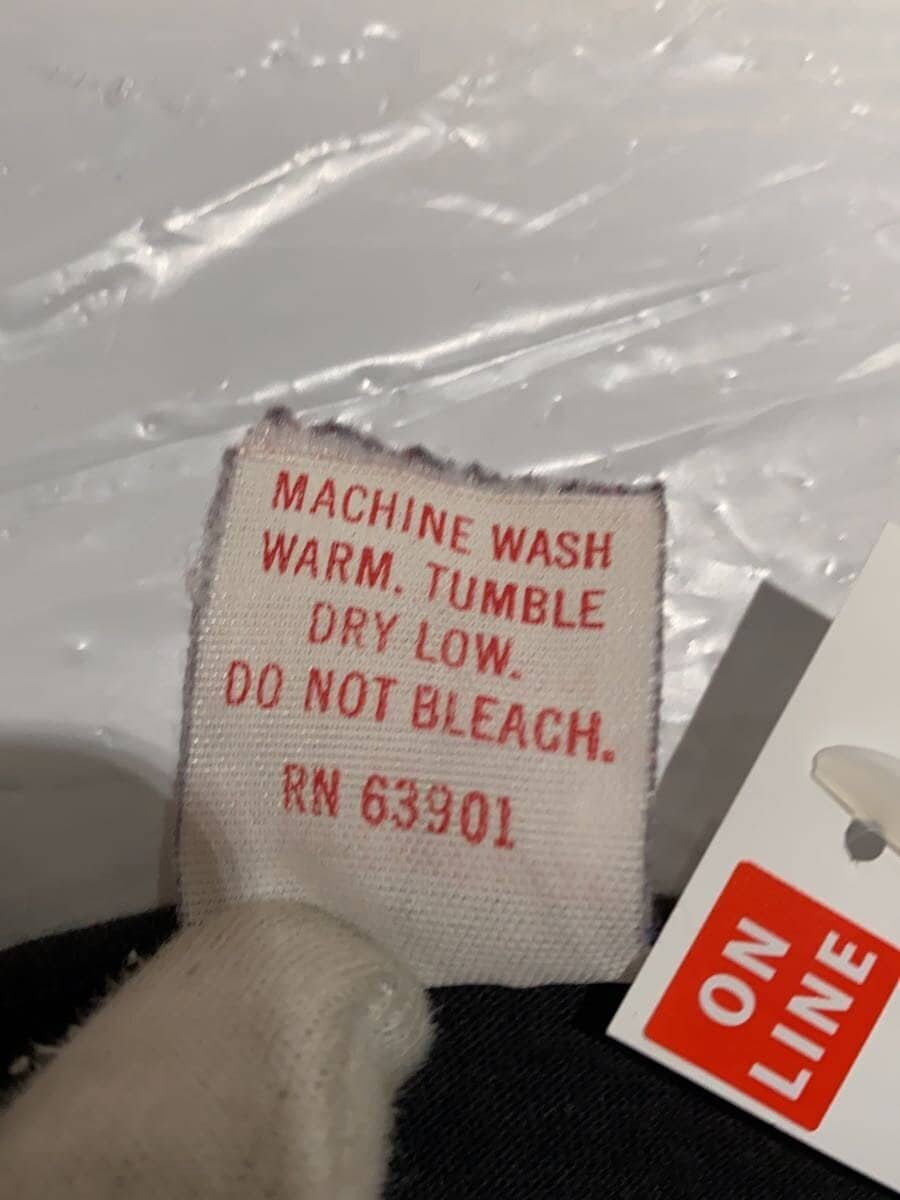 MACHINE WASH
WARM. TUMBLE
DRY LOW.
DO NOT BLEACH.
RN 63901
ON
LINE